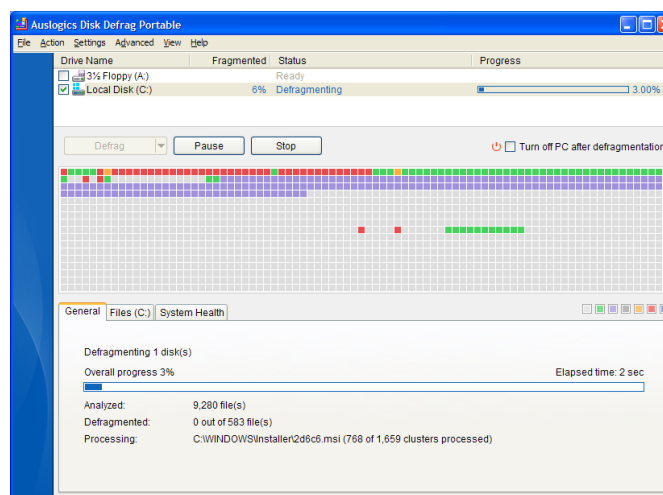 Auslogics Disk Defrag Portable
File Action Settings Advanced View Help
Drive Name Fragmented Status Progress
3½ Floppy (A:) Ready
Local Disk (C:) 6% Defragmenting 3.00%
Defrag Pause Stop Turn off PC after defragmentation
General Files (C:) System Health
Defragmenting 1 disk(s)
Overall progress 3% Elapsed time: 2 sec
Analyzed: 9,280 file(s)
Defragmented: 0 out of 583 file(s)
Processing: C:\WINDOWS\Installer\2d6c6.msi (768 of 1,659 clusters processed)